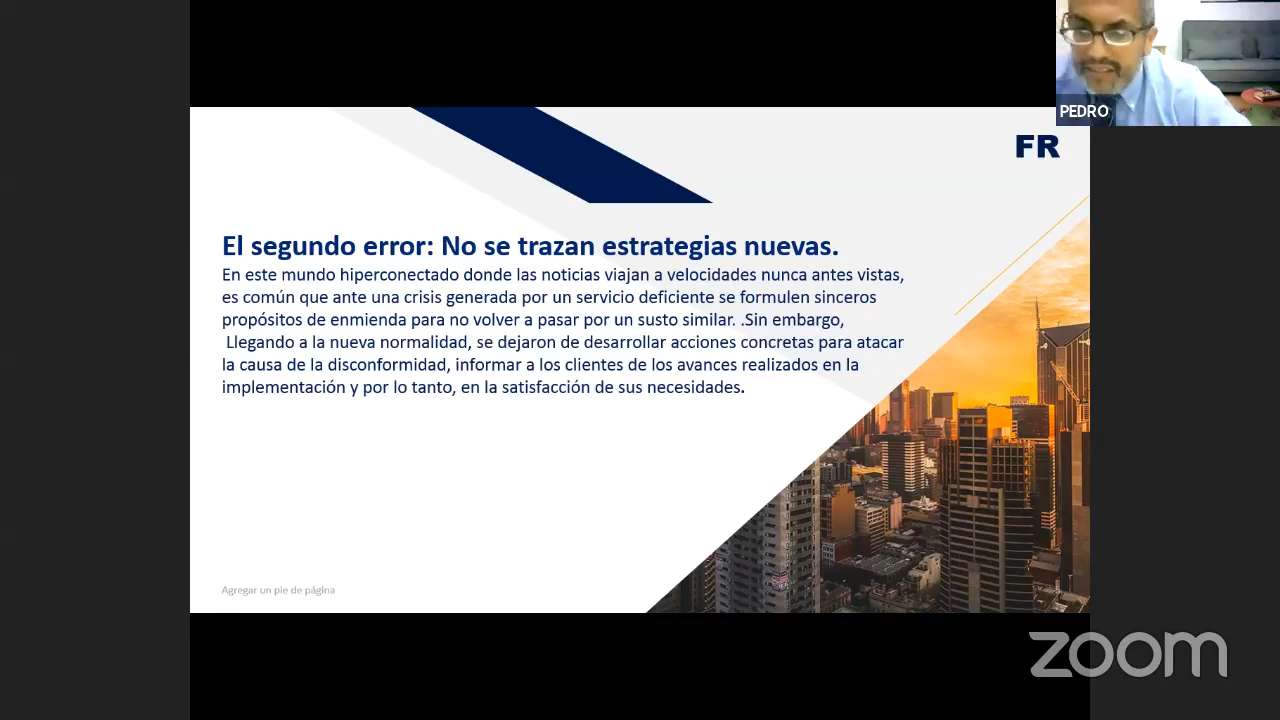 PEDRO
FR
El segundo error: No se trazan estrategias nuevas.
En este mundo hiperconectado donde las noticias viajan a velocidades nunca antes vistas,
es común que ante una crisis generada por un servicio deficiente se formulen sinceros
propósitos de enmienda para no volver a pasar por un susto similar. .Sin embargo,
Llegando a la nueva normalidad, se dejaron de desarrollar acciones concretas para atacar
la causa de la disconformidad, informar a los clientes de los avances realizados en la
implementación y por lo tanto, en la satisfacción de sus necesidades.
Agregar un pie de página
zoom